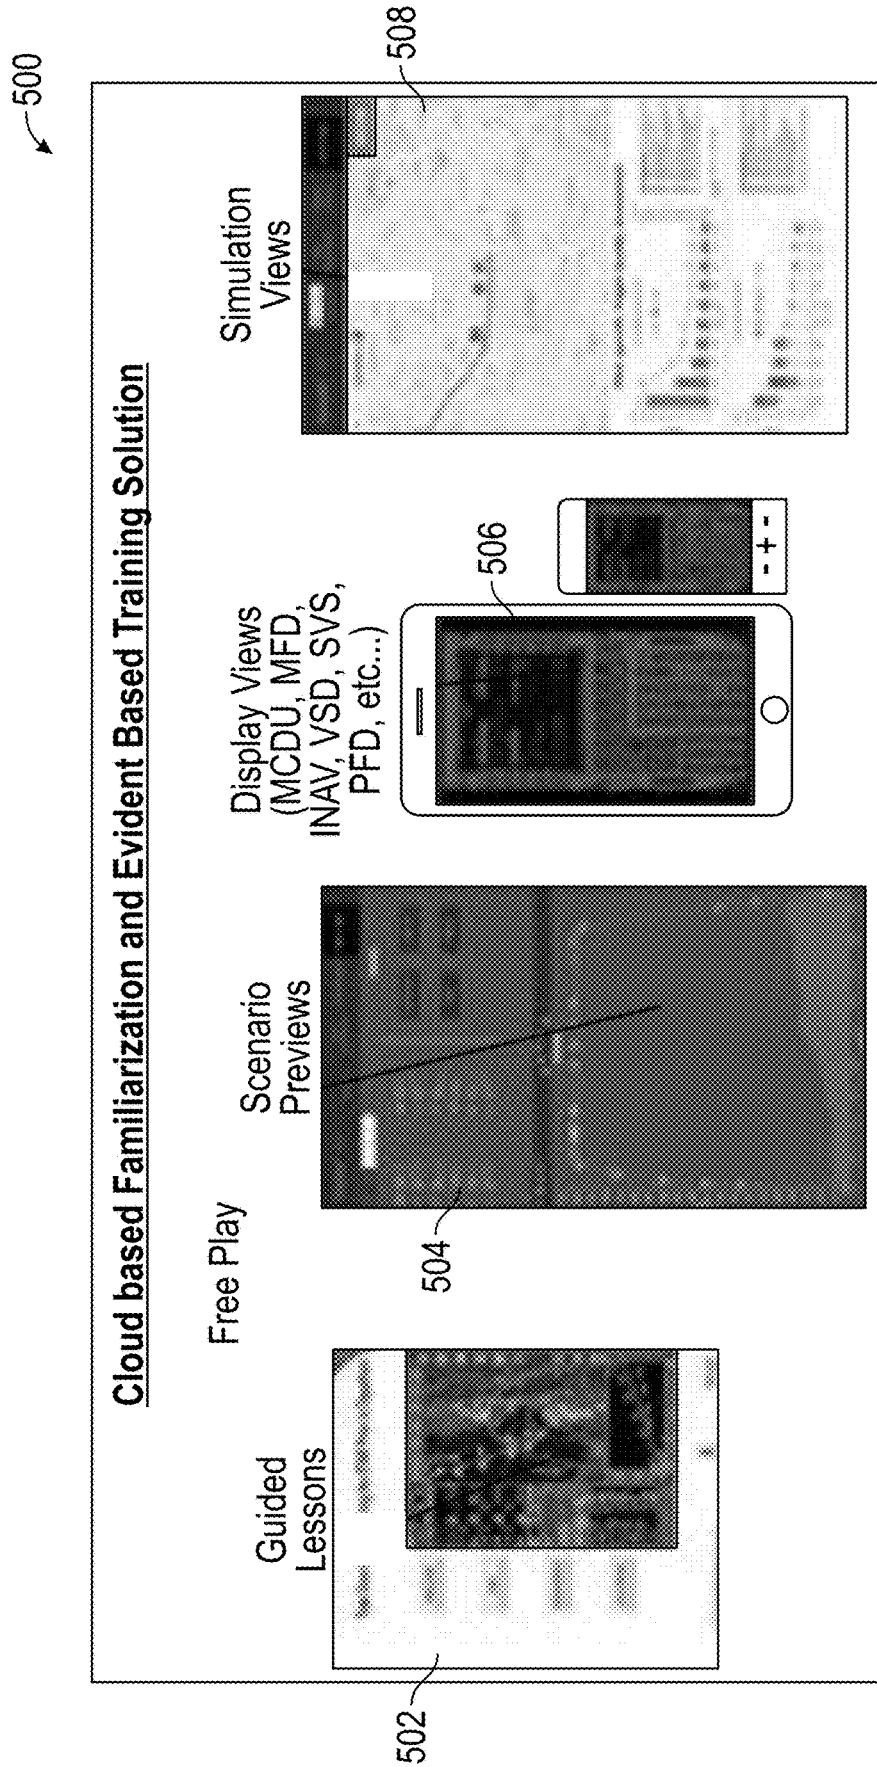 500
Cloud based Familiarization and Evident Based Training Solution
Free Play
Guided
Lessons
502
Scenario
Previews
504
Display Views
(MCDU, MFD,
INAV, VSD, SVS,
PFD, etc...)
506
- + -
Simulation
Views
508